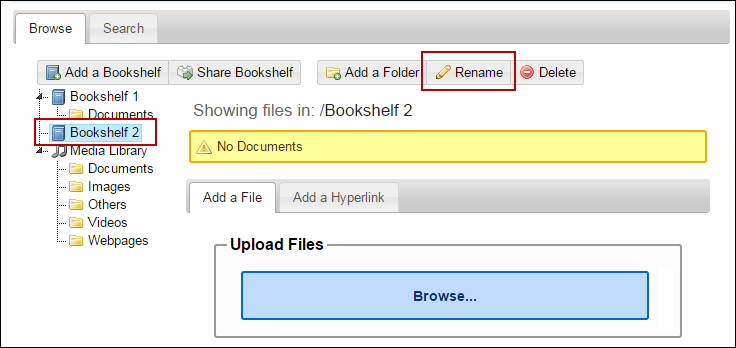 Browse Search
Add a Bookshelf Share Bookshelf Add a Folder Rename Delete
Bookshelf 1
Documents
Bookshelf 2
Media Library
Documents
Images
Others
Videos
Webpages
Showing files in: /Bookshelf 2
No Documents
Add a File Add a Hyperlink
Upload Files
Browse...